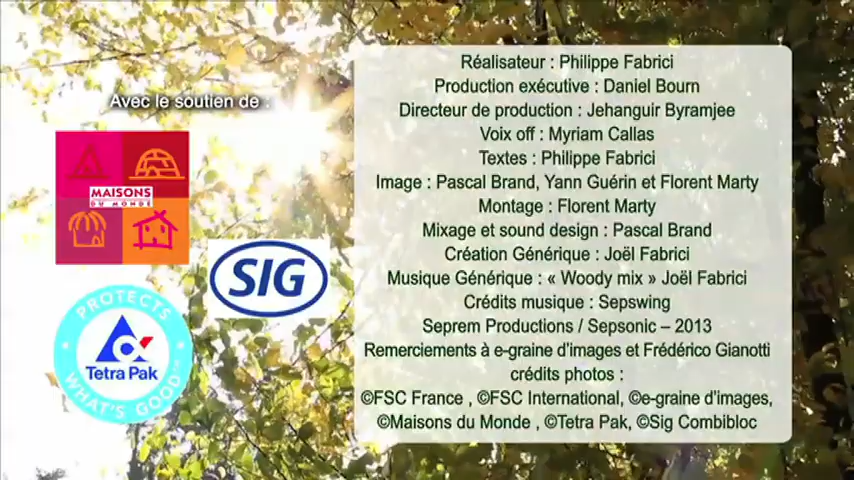 Avec le soutien de :
MAISONS
DU MONDE
SIG
PROTECTS
Tetra Pak
WHAT'S GOOD
Réalisateur : Philippe Fabrici
Production exécutive : Daniel Bourn
Directeur de production : Jehanguir Byramjee
Voix off : Myriam Callas
Textes : Philippe Fabrici
Image : Pascal Brand, Yann Guérin et Florent Marty
Montage : Florent Marty
Mixage et sound design : Pascal Brand
Création Générique : Joël Fabrici
Musique Générique : « Woody mix » Joël Fabrici
Crédits musique : Sepswing
Seprem Productions / Sepsonic – 2013
Remerciements à e-graine d'images et Frédérico Gianotti
crédits photos :
©FSC France , ©FSC International, ©e-graine d'images,
©Maisons du Monde , ©Tetra Pak, ©Sig Combibloc